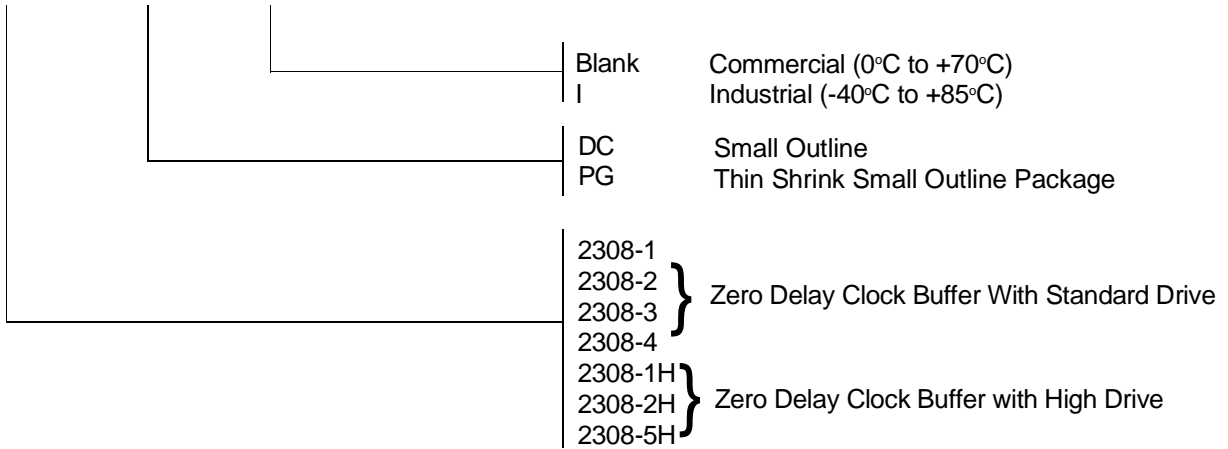 Blank Commercial (0°C to +70°C)
I Industrial (-40°C to +85°C)
DC Small Outline
PG Thin Shrink Small Outline Package
2308-1
2308-2
2308-3
2308-4
} Zero Delay Clock Buffer With Standard Drive
2308-1H
2308-2H
2308-5H
} Zero Delay Clock Buffer with High Drive